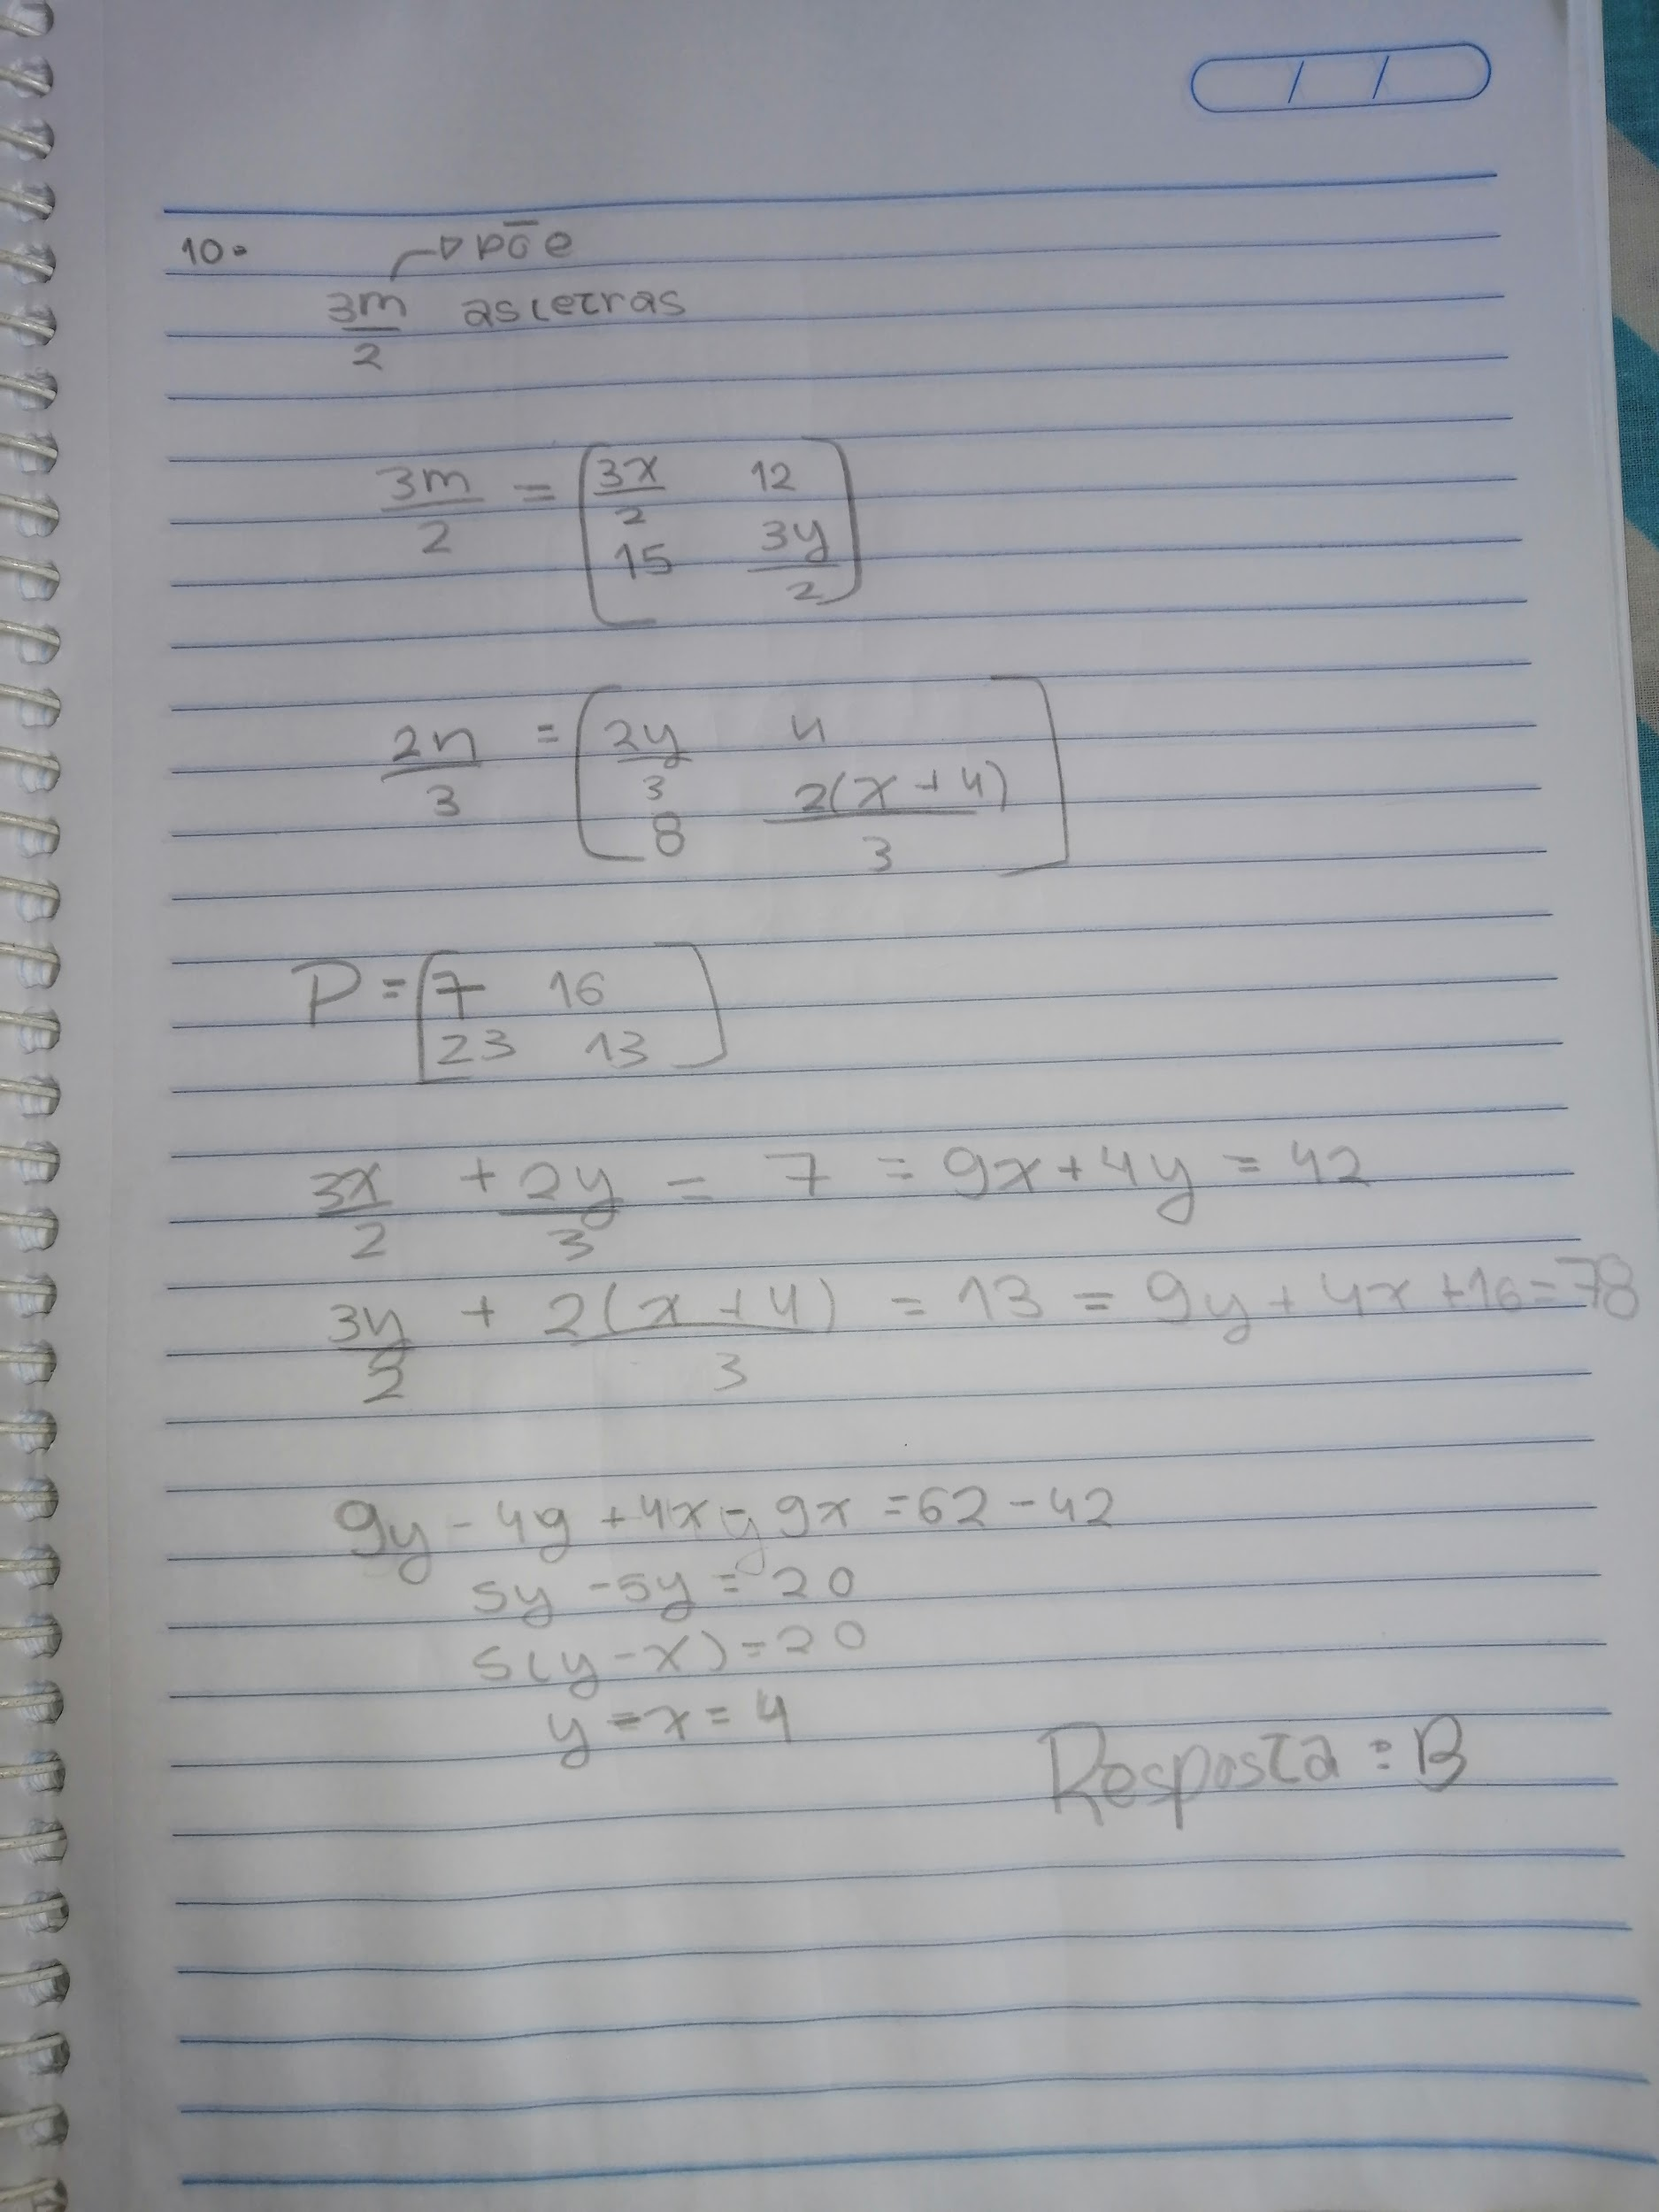 10.
→ põe
3m/2 as letras
3m/2 = [3x/2 12
15 3y/2]
2n/3 = [2y/3 4
8 2(x+4)/3]
P = [7 16
23 13]
3x/2 + 2y/3 = 7 = 9x+4y = 42
3y/2 + 2(x+4)/3 = 13 = 9y+4x+16=78
9y - 4y + 4x - 9x = 62 - 42
5y - 5y = 20
5(y-x) = 20
y = x = 4
Resposta: B